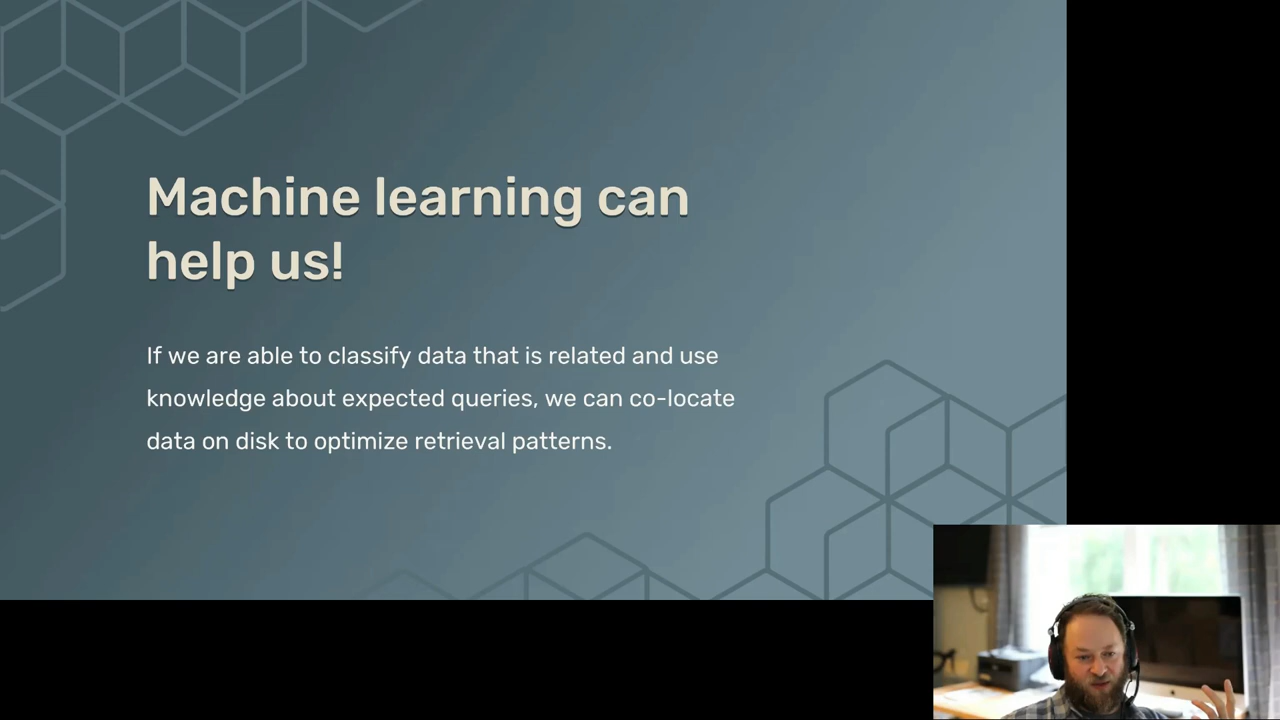 Machine learning can
help us!
If we are able to classify data that is related and use
knowledge about expected queries, we can co-locate
data on disk to optimize retrieval patterns.